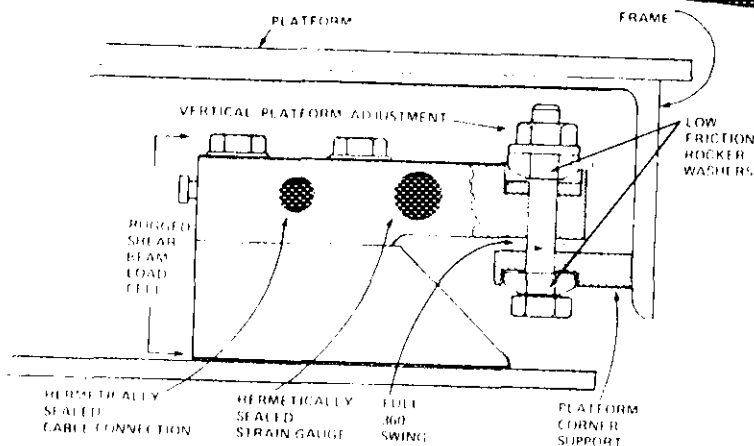 PLATFORM
FRAME
VERTICAL PLATFORM ADJUSTMENT
LOW
FRICTION
ROCKER
WASHERS
RUGGED
SHEAR
BEAM
LOAD
CELL
HERMETICALLY
SEALED
CABLE CONNECTION
HERMETICALLY
SEALED
STRAIN GAUGE
FULL
360
SWING
PLATFORM
CORNER
SUPPORT